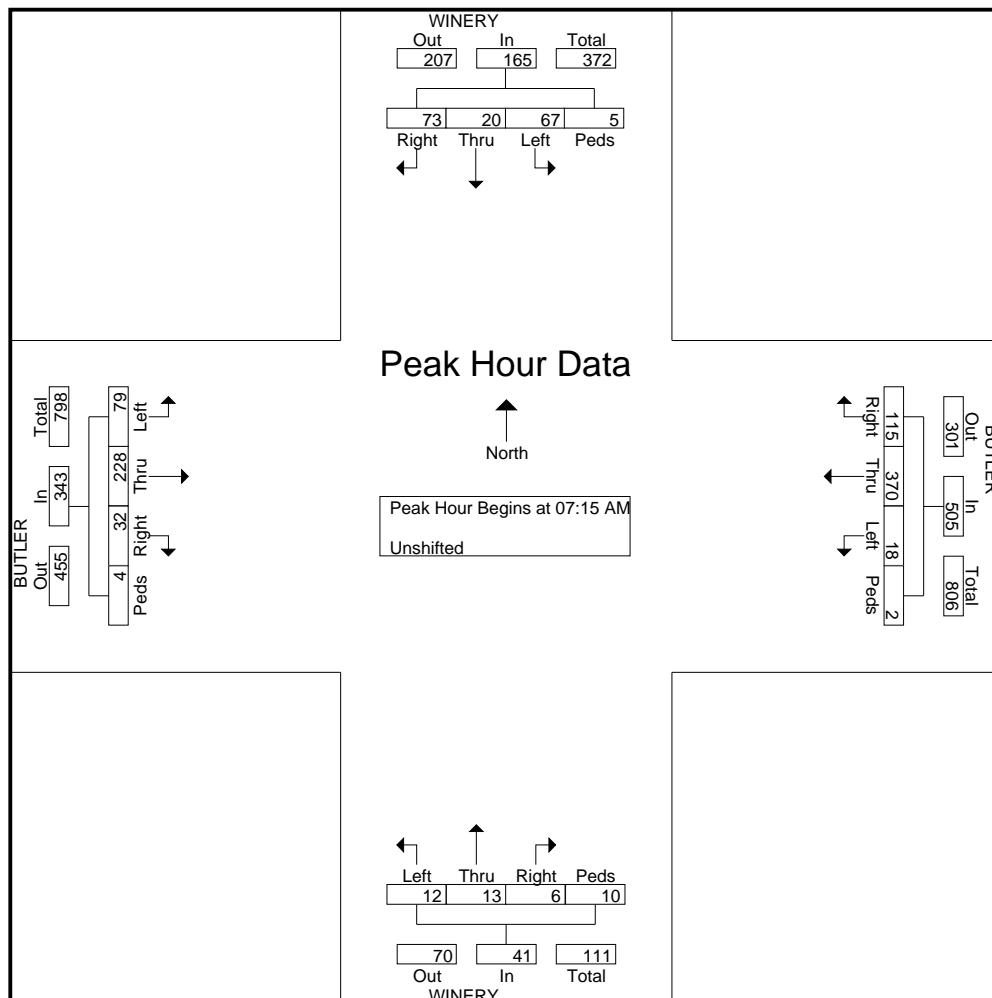 WINERY
Out In Total
207 165 372
73 20 67 5
Right Thru Left Peds
Peak Hour Data
North
Peak Hour Begins at 07:15 AM
Unshifted
BUTLER
Out In Total
455 343 798
Left Thru Right Peds
79 228 32 4
BUTLER
Out In Total
301 505 806
Right Thru Left Peds
115 370 18 2
Left Thru Right Peds
12 13 6 10
70 41 111
Out In Total
WINERY